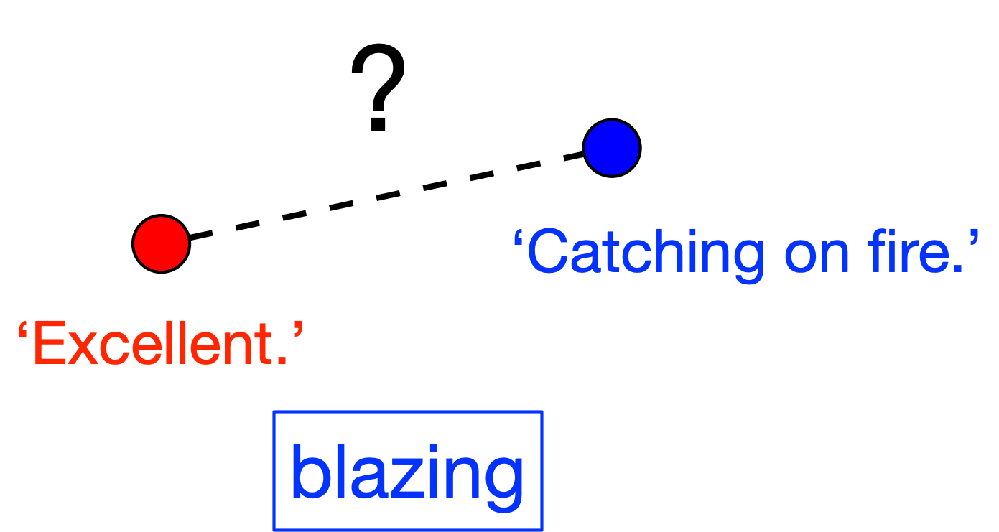 ?
‘Catching on fire.’
‘Excellent.’
blazing